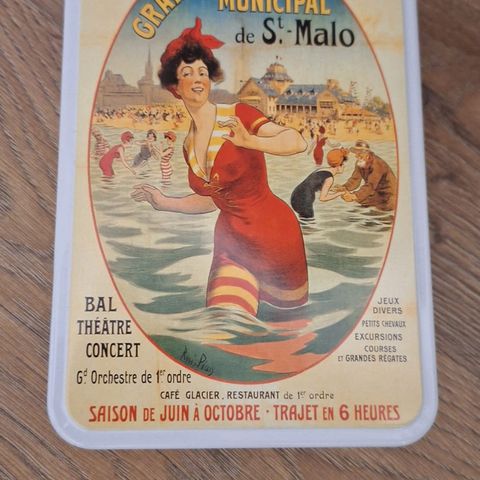 MUNICIPAL
de St.-Malo
BAL
THÉÂTRE
CONCERT
Gd Orchestre de 1er ordre
JEUX
DIVERS
PETITS CHEVAUX
EXCURSIONS
COURSES
ET GRANDES RÉGATES
CAFÉ GLACIER, RESTAURANT de 1er ordre
SAISON DE JUIN À OCTOBRE · TRAJET EN 6 HEURES